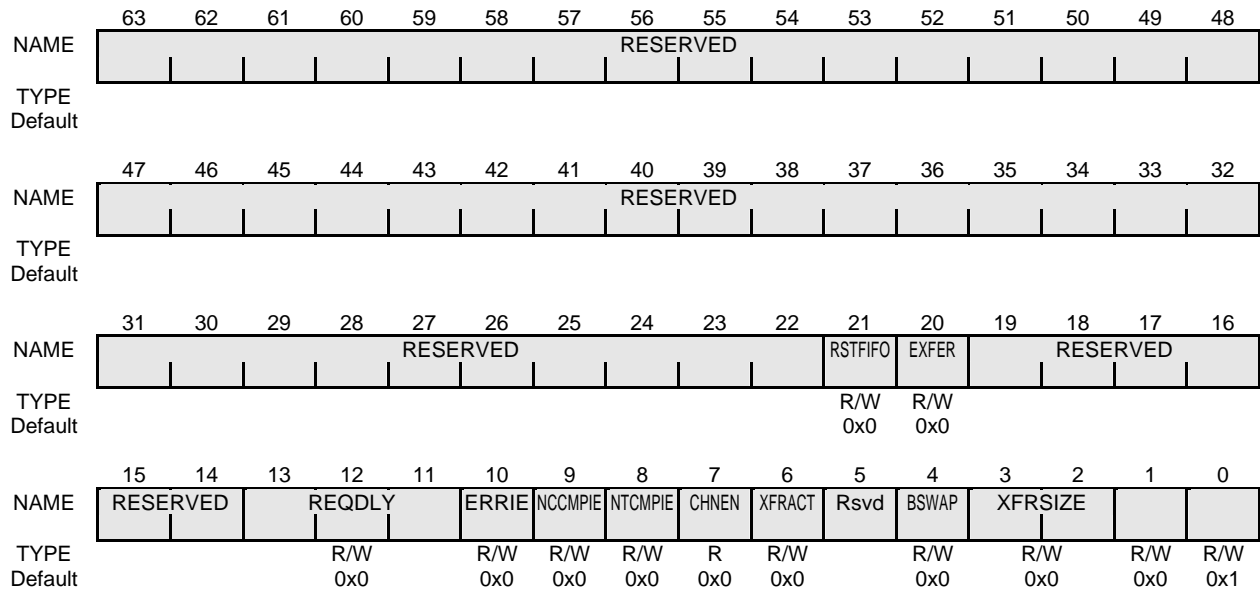 63 62 61 60 59 58 57 56 55 54 53 52 51 50 49 48
NAME RESERVED
TYPE
Default
47 46 45 44 43 42 41 40 39 38 37 36 35 34 33 32
NAME RESERVED
TYPE
Default
31 30 29 28 27 26 25 24 23 22 21 20 19 18 17 16
NAME RESERVED RSTFIFO EXFER RESERVED
TYPE R/W R/W
Default 0x0 0x0
15 14 13 12 11 10 9 8 7 6 5 4 3 2 1 0
NAME RESERVED REQDLY ERRIE NCCMPIE NTCMPIE CHNEN XFRACT Rsvd BSWAP XFRSIZE
TYPE R/W R/W R/W R/W R R/W R/W R/W R/W R/W
Default 0x0 0x0 0x0 0x0 0x0 0x0 0x0 0x0 0x0 0x1